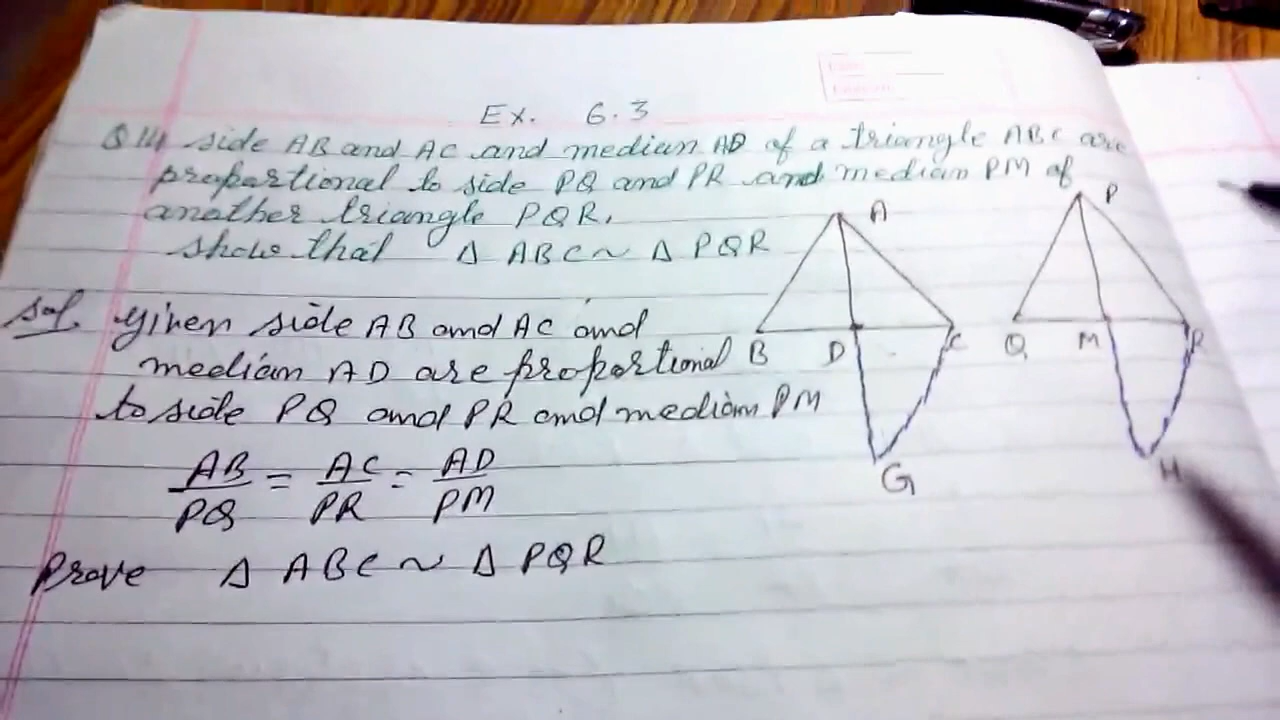 Ex. 6.3
Q 14 side AB and AC and median AD of a triangle ABC are
proportional to side PQ and PR and median PM of
another triangle PQR.
show that Δ ABC ~ Δ PQR
Sol. given side AB and AC and
median AD are proportional
to side PQ and PR and median PM
AB/PQ = AC/PR = AD/PM
Prove Δ ABC ~ Δ PQR
A
B
D
C
G
P
Q
M
R
H